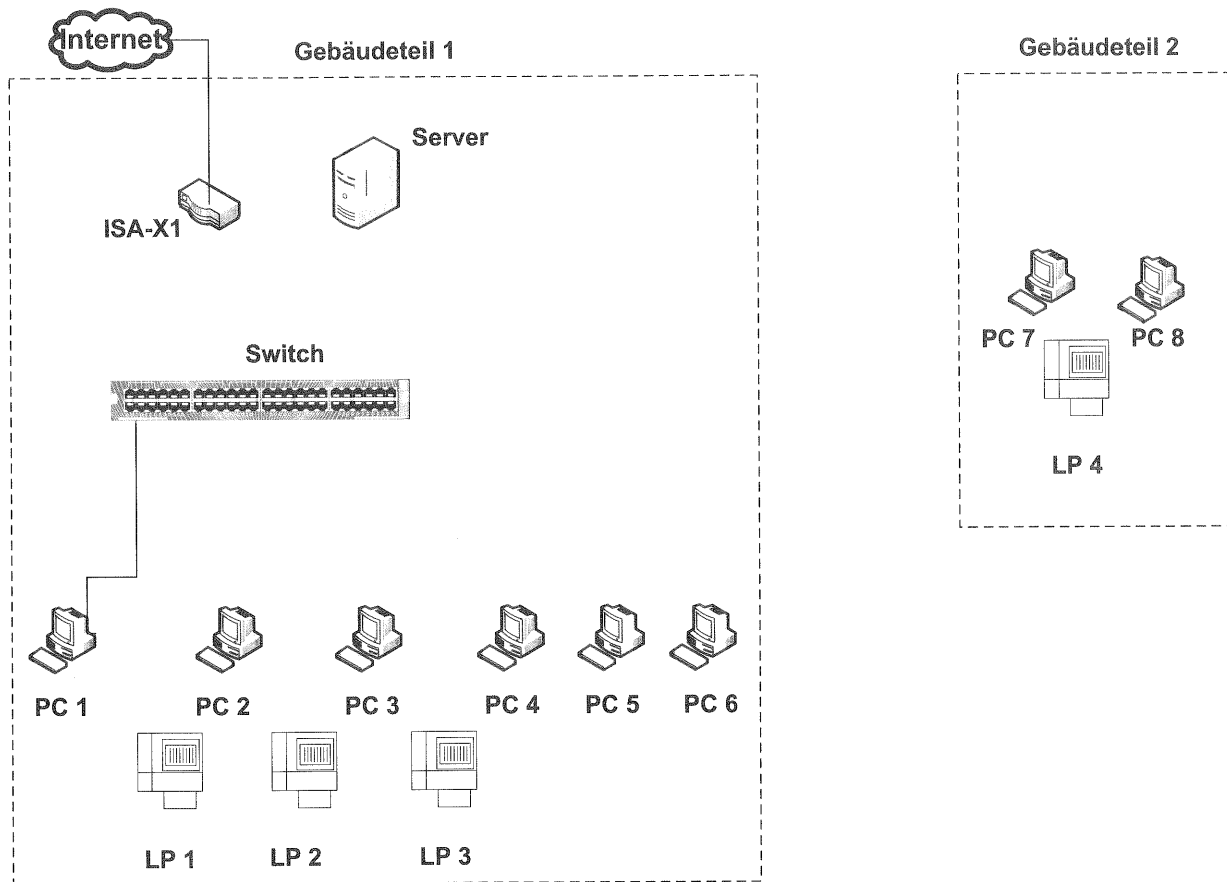 Internet
Gebäudeteil 1
Gebäudeteil 2
Server
ISA-X1
PC 7
PC 8
Switch
LP 4
PC 1
PC 2
PC 3
PC 4
PC 5
PC 6
LP 1
LP 2
LP 3